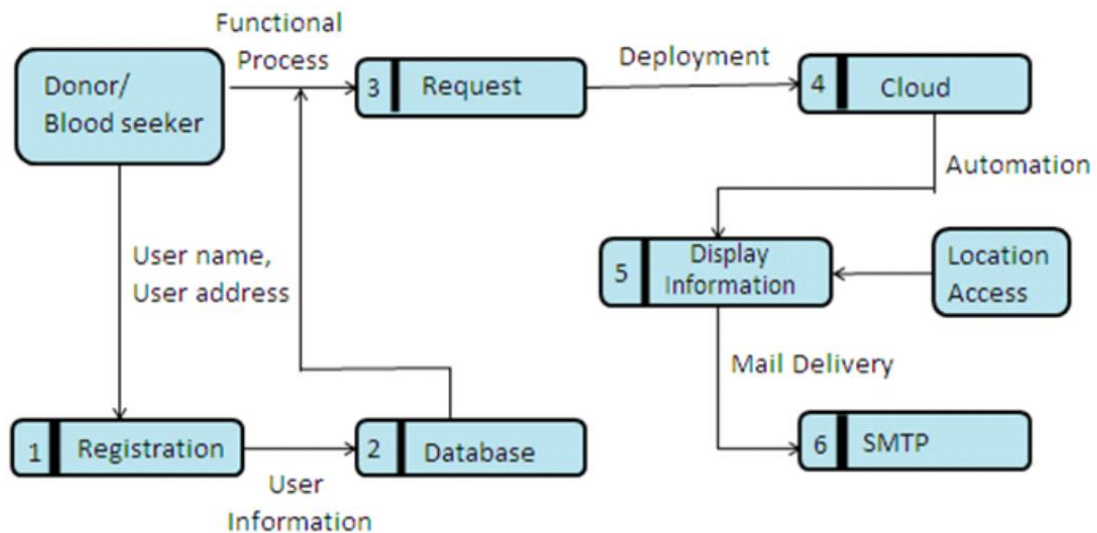 Functional
Process
Donor/
Blood seeker
3 Request
Deployment
4 Cloud
Automation
User name,
User address
5 Display
Information
Location
Access
Mail Delivery
1 Registration
2 Database
6 SMTP
User
Information